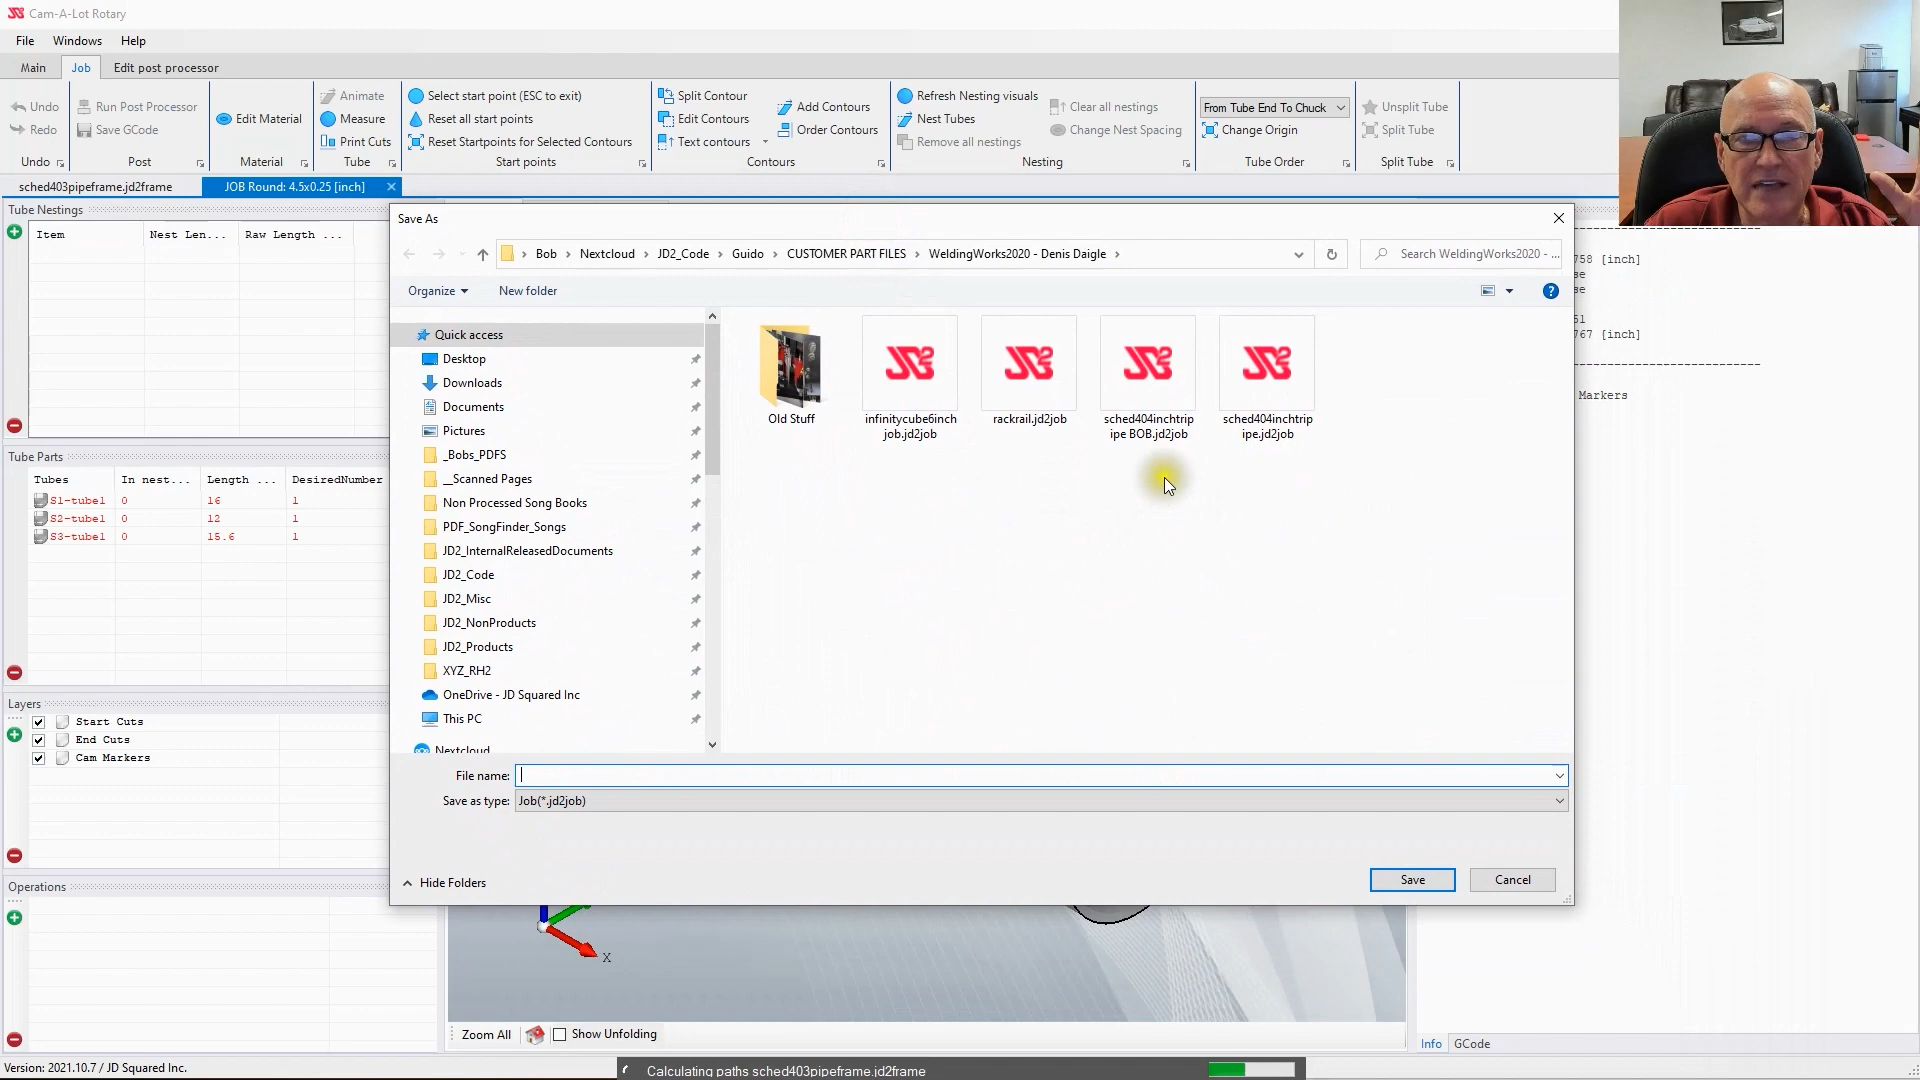 Cam-A-Lot Rotary
File Windows Help
Main Job Edit post processor
Undo Run Post Processor Edit Material Animate Select start point (ESC to exit) Split Contour Add Contours Refresh Nesting visuals Clear all nestings From Tube End To Chuck Unsplit Tube
Redo Save GCode Measure Reset all start points Edit Contours Order Contours Nest Tubes Change Nest Spacing Change Origin Split Tube
Print Cuts Reset Startpoints for Selected Contours Text contours Remove all nestings
Undo Post Material Tube Start points Contours Nesting Tube Order Split Tube
sched403pipeframe.jd2frame JOB Round: 4.5x0.25 [inch]
Tube Nestings
Item Nest Len... Raw Length ...
Tube Parts
Tubes In nest... Length ... DesiredNumber
S1-tube1 0 16 1
S2-tube1 0 12 1
S3-tube1 0 15.6 1
Layers
Start Cuts
End Cuts
Cam Markers
Operations
Save As
Bob Nextcloud JD2_Code Guido CUSTOMER PART FILES WeldingWorks2020 - Denis Daigle
Search WeldingWorks2020 - ...
Organize New folder
Quick access
Desktop
Downloads
Documents
Pictures
_Bobs_PDFS
__Scanned Pages
Non Processed Song Books
PDF_SongFinder_Songs
JD2_InternalReleasedDocuments
JD2_Code
JD2_Misc
JD2_NonProducts
JD2_Products
XYZ_RH2
OneDrive - JD Squared Inc
This PC
Nextcloud
Old Stuff
infinitycube6inch
job.jd2job
rackrail.jd2job
sched404inchtrip
ipe BOB.jd2job
sched404inchtrip
ipe.jd2job
File name:
Save as type: Job(*.jd2job)
Hide Folders
Save Cancel
758 [inch]
se
se
51
767 [inch]
Markers
X
Zoom All Show Unfolding
Info GCode
Version: 2021.10.7 / JD Squared Inc.
Calculating paths sched403pipeframe.jd2frame